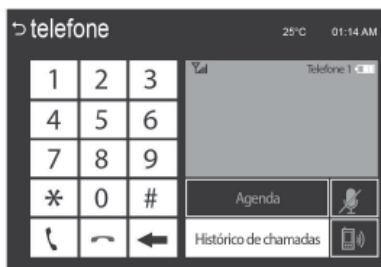 telefone 25°C 01:14 AM
Telefone 1
1 2 3
4 5 6
7 8 9
* 0 #
Agenda
Histórico de chamadas